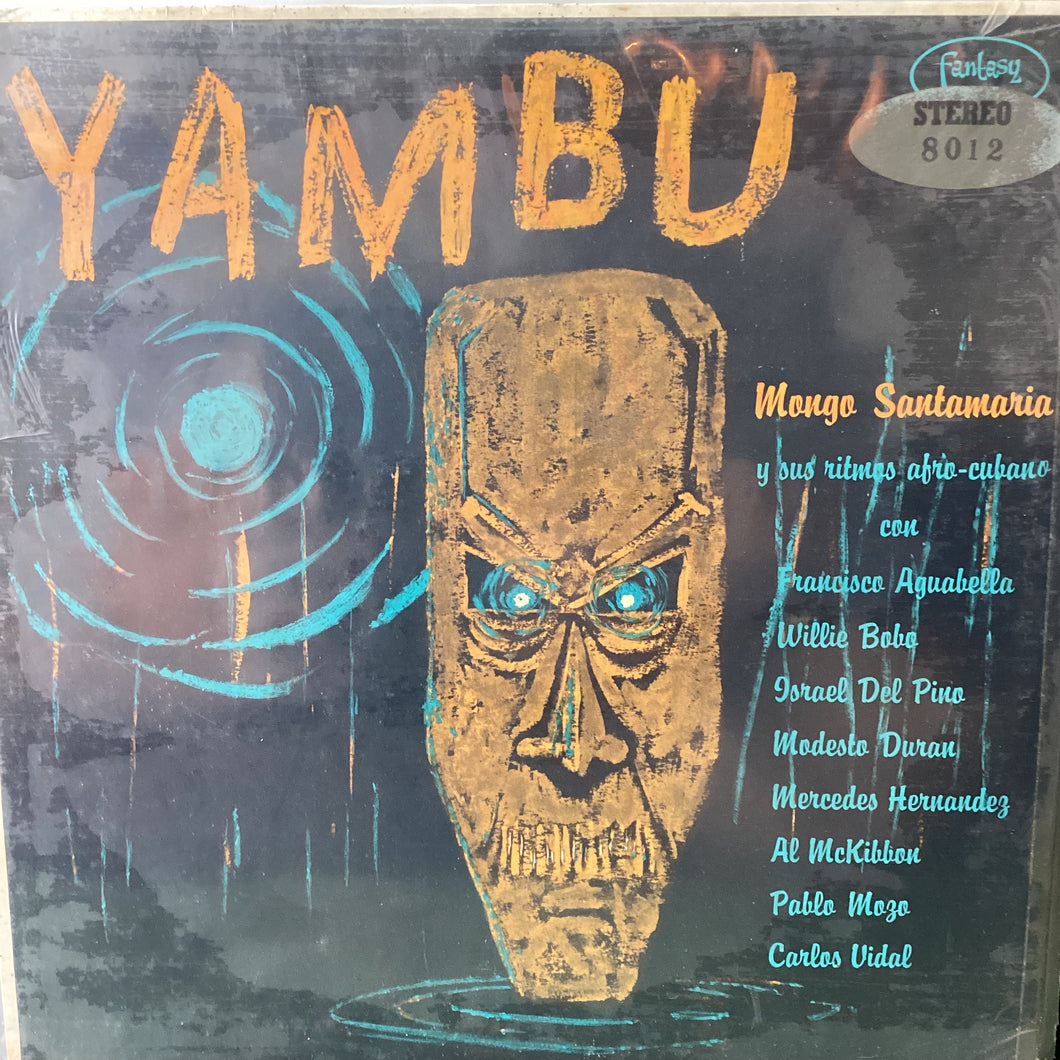 YAMBU
fantasy
STEREO
8012
Mongo Santamaria
y sus ritmos afro-cubano
con
Francisco Aguabella
Willie Bobo
Israel Del Pino
Modesto Duran
Mercedes Hernandez
Al McKibbon
Pablo Mozo
Carlos Vidal